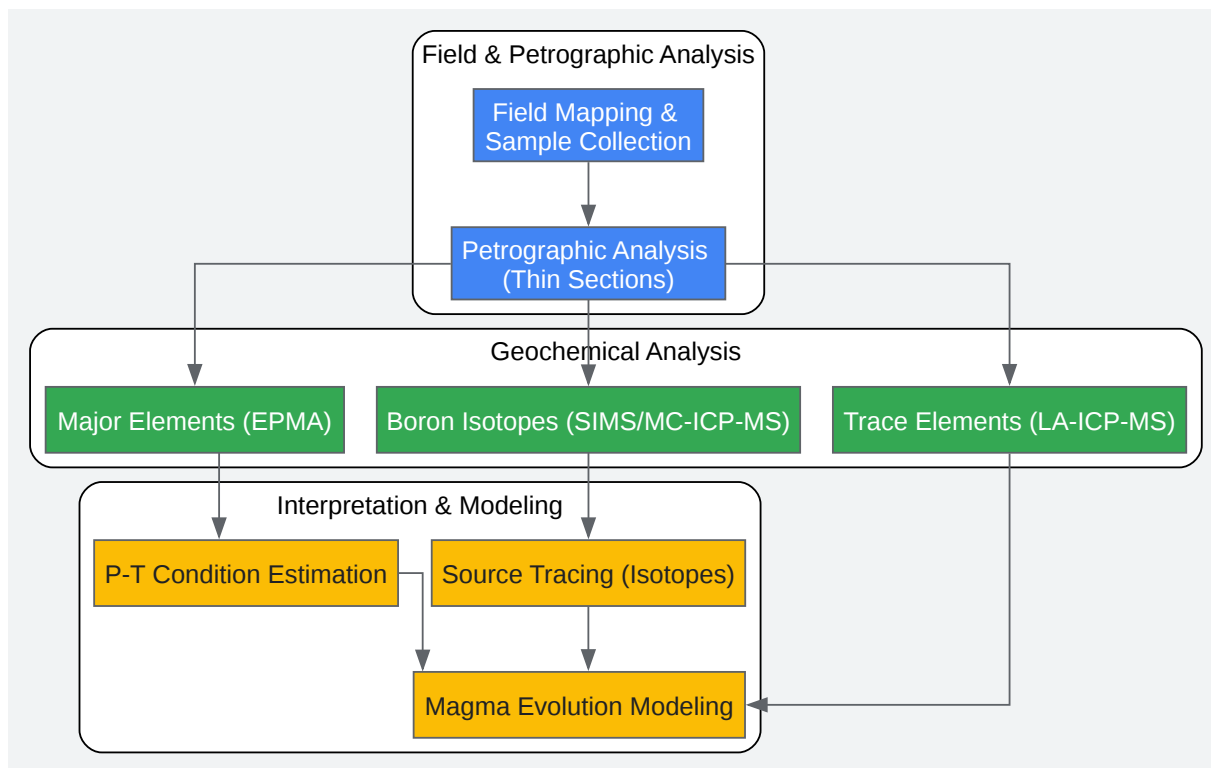 Field & Petrographic Analysis
Field Mapping &
Sample Collection
Petrographic Analysis
(Thin Sections)
Geochemical Analysis
Major Elements (EPMA)
Boron Isotopes (SIMS/MC-ICP-MS)
Trace Elements (LA-ICP-MS)
Interpretation & Modeling
P-T Condition Estimation
Source Tracing (Isotopes)
Magma Evolution Modeling